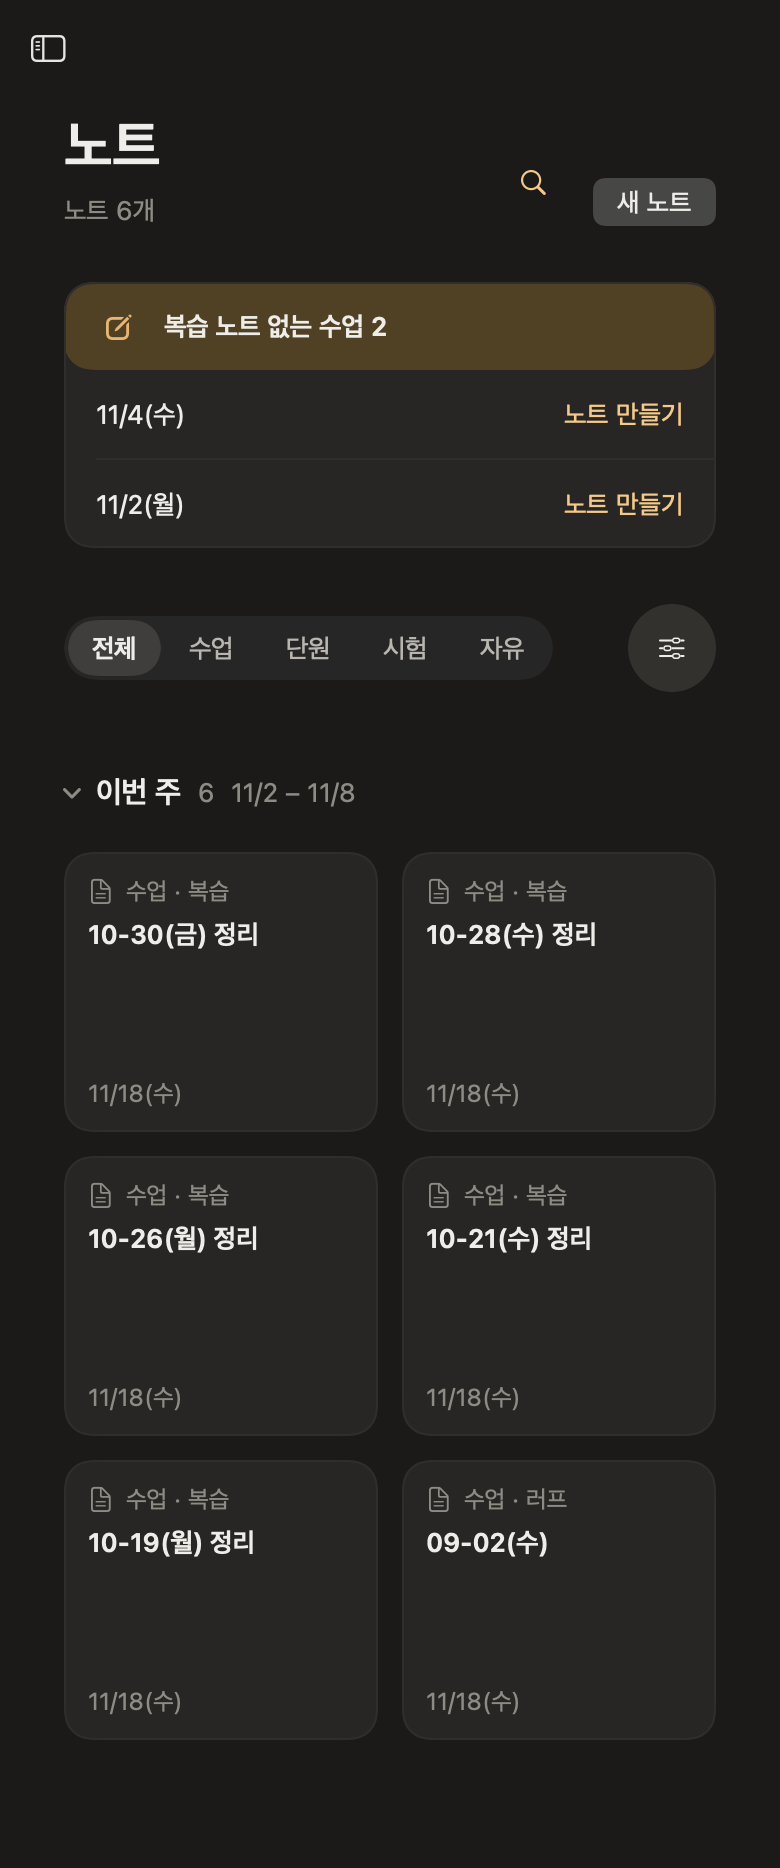 노트
노트 6개
새 노트
복습 노트 없는 수업 2
11/4(수) 노트 만들기
11/2(월) 노트 만들기
전체 수업 단원 시험 자유
이번 주 6 11/2 – 11/8
수업 · 복습
10-30(금) 정리
11/18(수)
수업 · 복습
10-28(수) 정리
11/18(수)
수업 · 복습
10-26(월) 정리
11/18(수)
수업 · 복습
10-21(수) 정리
11/18(수)
수업 · 복습
10-19(월) 정리
11/18(수)
수업 · 러프
09-02(수)
11/18(수)